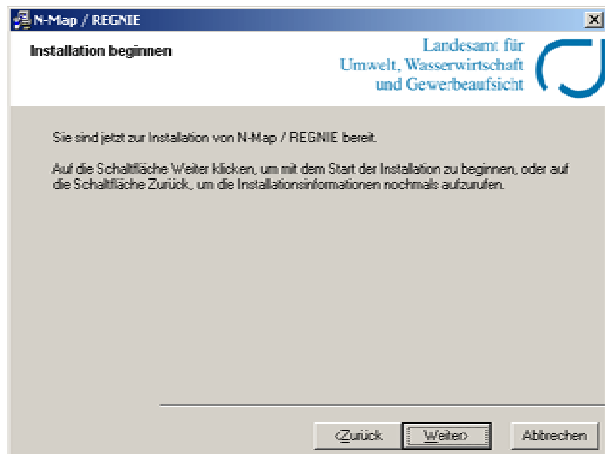 N-Map / REGNIE
Installation beginnen
Landesamt für
Umwelt, Wasserwirtschaft
und Gewerbeaufsicht
Sie sind jetzt zur Installation von N-Map / REGNIE bereit.
Auf die Schaltfläche Weiter klicken, um mit dem Start der Installation zu beginnen, oder auf
die Schaltfläche Zurück, um die Installationsinformationen nochmals aufzurufen.
<Zurück
Weiter>
Abbrechen